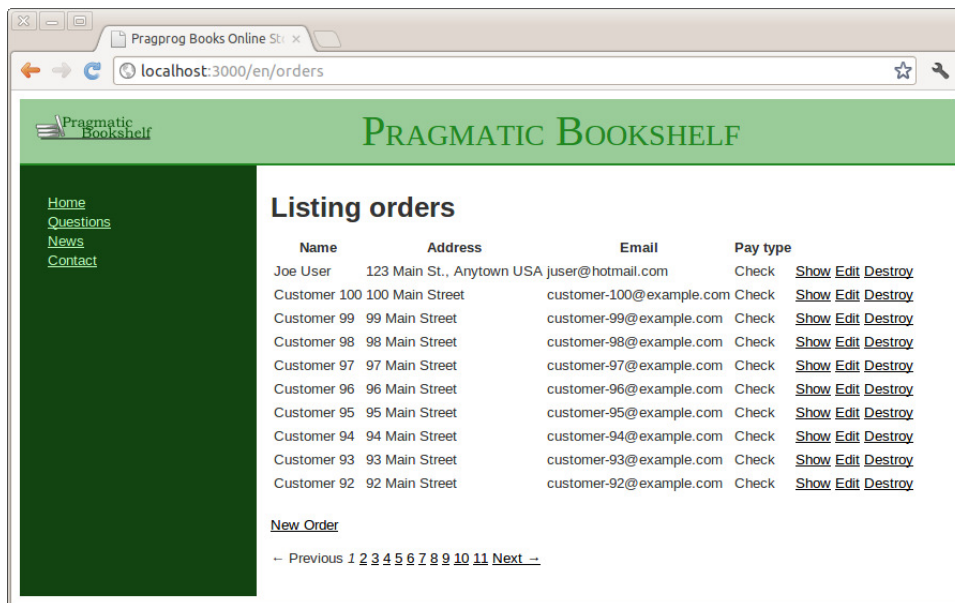 Pragprog Books Online St
localhost:3000/en/orders
Pragmatic
Bookshelf
PRAGMATIC BOOKSHELF
Home
Questions
News
Contact
Listing orders
Name Address Email Pay type
Joe User 123 Main St., Anytown USA juser@hotmail.com Check Show Edit Destroy
Customer 100 100 Main Street customer-100@example.com Check Show Edit Destroy
Customer 99 99 Main Street customer-99@example.com Check Show Edit Destroy
Customer 98 98 Main Street customer-98@example.com Check Show Edit Destroy
Customer 97 97 Main Street customer-97@example.com Check Show Edit Destroy
Customer 96 96 Main Street customer-96@example.com Check Show Edit Destroy
Customer 95 95 Main Street customer-95@example.com Check Show Edit Destroy
Customer 94 94 Main Street customer-94@example.com Check Show Edit Destroy
Customer 93 93 Main Street customer-93@example.com Check Show Edit Destroy
Customer 92 92 Main Street customer-92@example.com Check Show Edit Destroy
New Order
← Previous 1 2 3 4 5 6 7 8 9 10 11 Next →